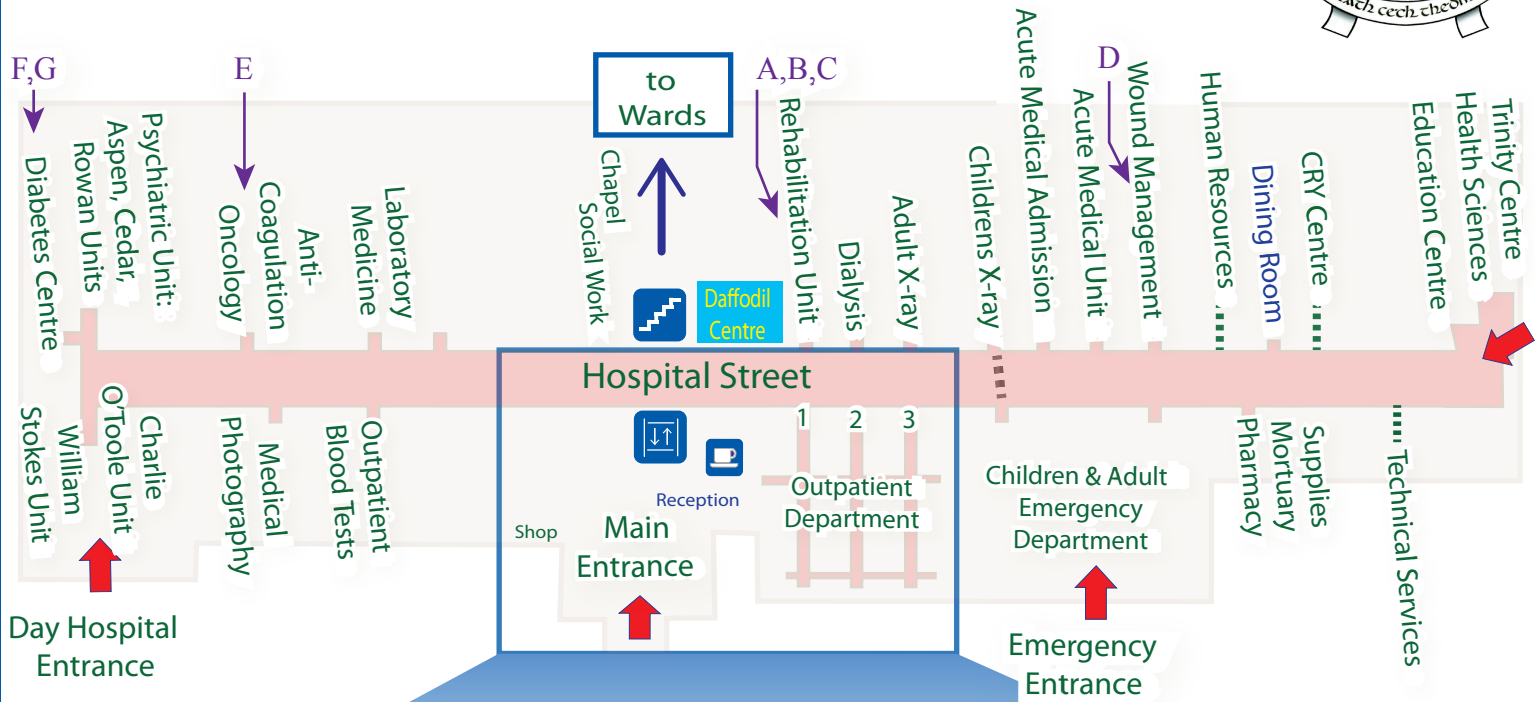 cech
F,G
E
to
Wards
A,B,C
D
Diabetes Centre
Psychiatric Unit:
Aspen, Cedar,
Rowan Units
Anti-
Coagulation
Oncology
Laboratory
Medicine
Chapel
Social Work
Daffodil
Centre
Rehabilitation Unit
Dialysis
Adult X-ray
Childrens X-ray
Acute Medical Admission
Acute Medical Unit
Wound Management
Human Resources
Dining Room
CRY Centre
Education Centre
Trinity Centre
Health Sciences
Hospital Street
William
Stokes Unit
Charlie
O'Toole Unit
Medical
Photography
Outpatient
Blood Tests
Shop
Reception
Main
Entrance
1
2
3
Outpatient
Department
Children & Adult
Emergency
Department
Supplies
Mortuary
Pharmacy
Technical Services
Day Hospital
Entrance
Emergency
Entrance